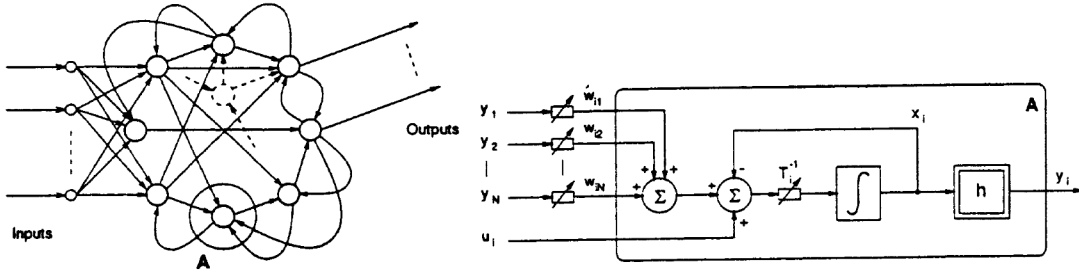 Inputs
A
Outputs
y1
y2
yN
ui
wi1
wi2
wiN
+
+
+
Σ
+
-
+
Σ
Ti-1
∫
xi
h
A
yi